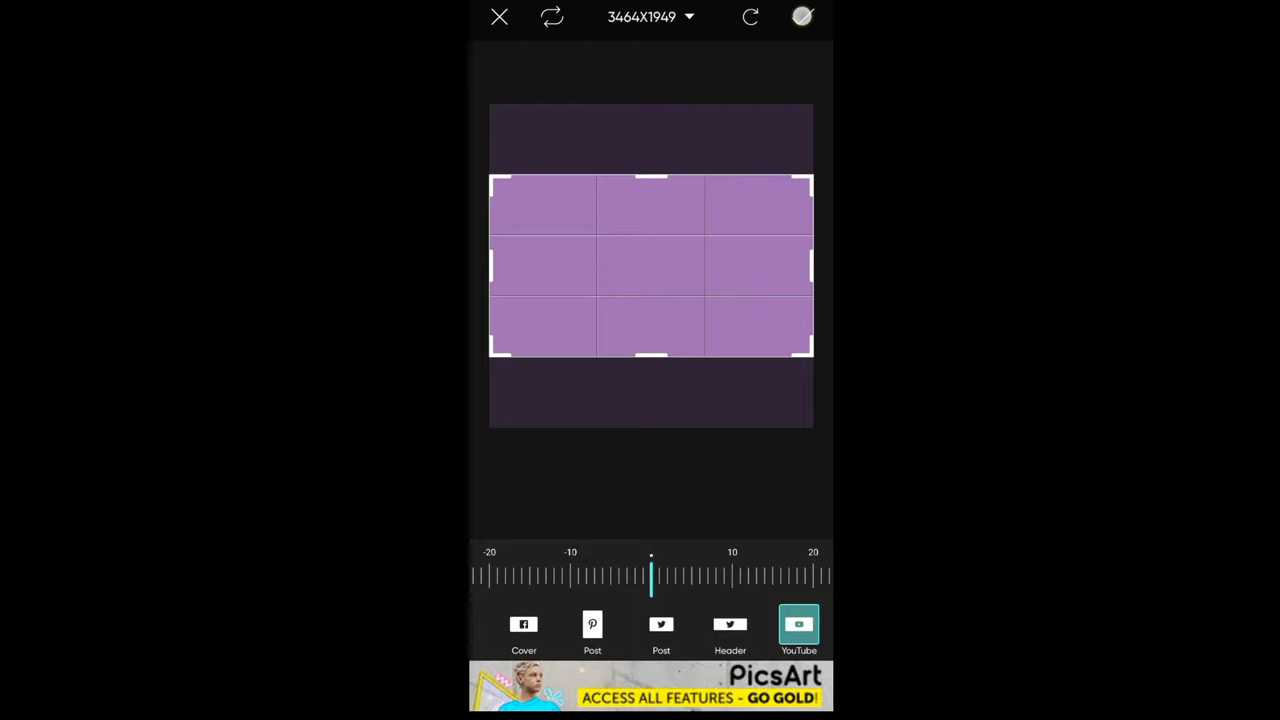 3464X1949
-20 -10 10 20
Cover Post Post Header YouTube
PicsArt
ACCESS ALL FEATURES - GO GOLD!